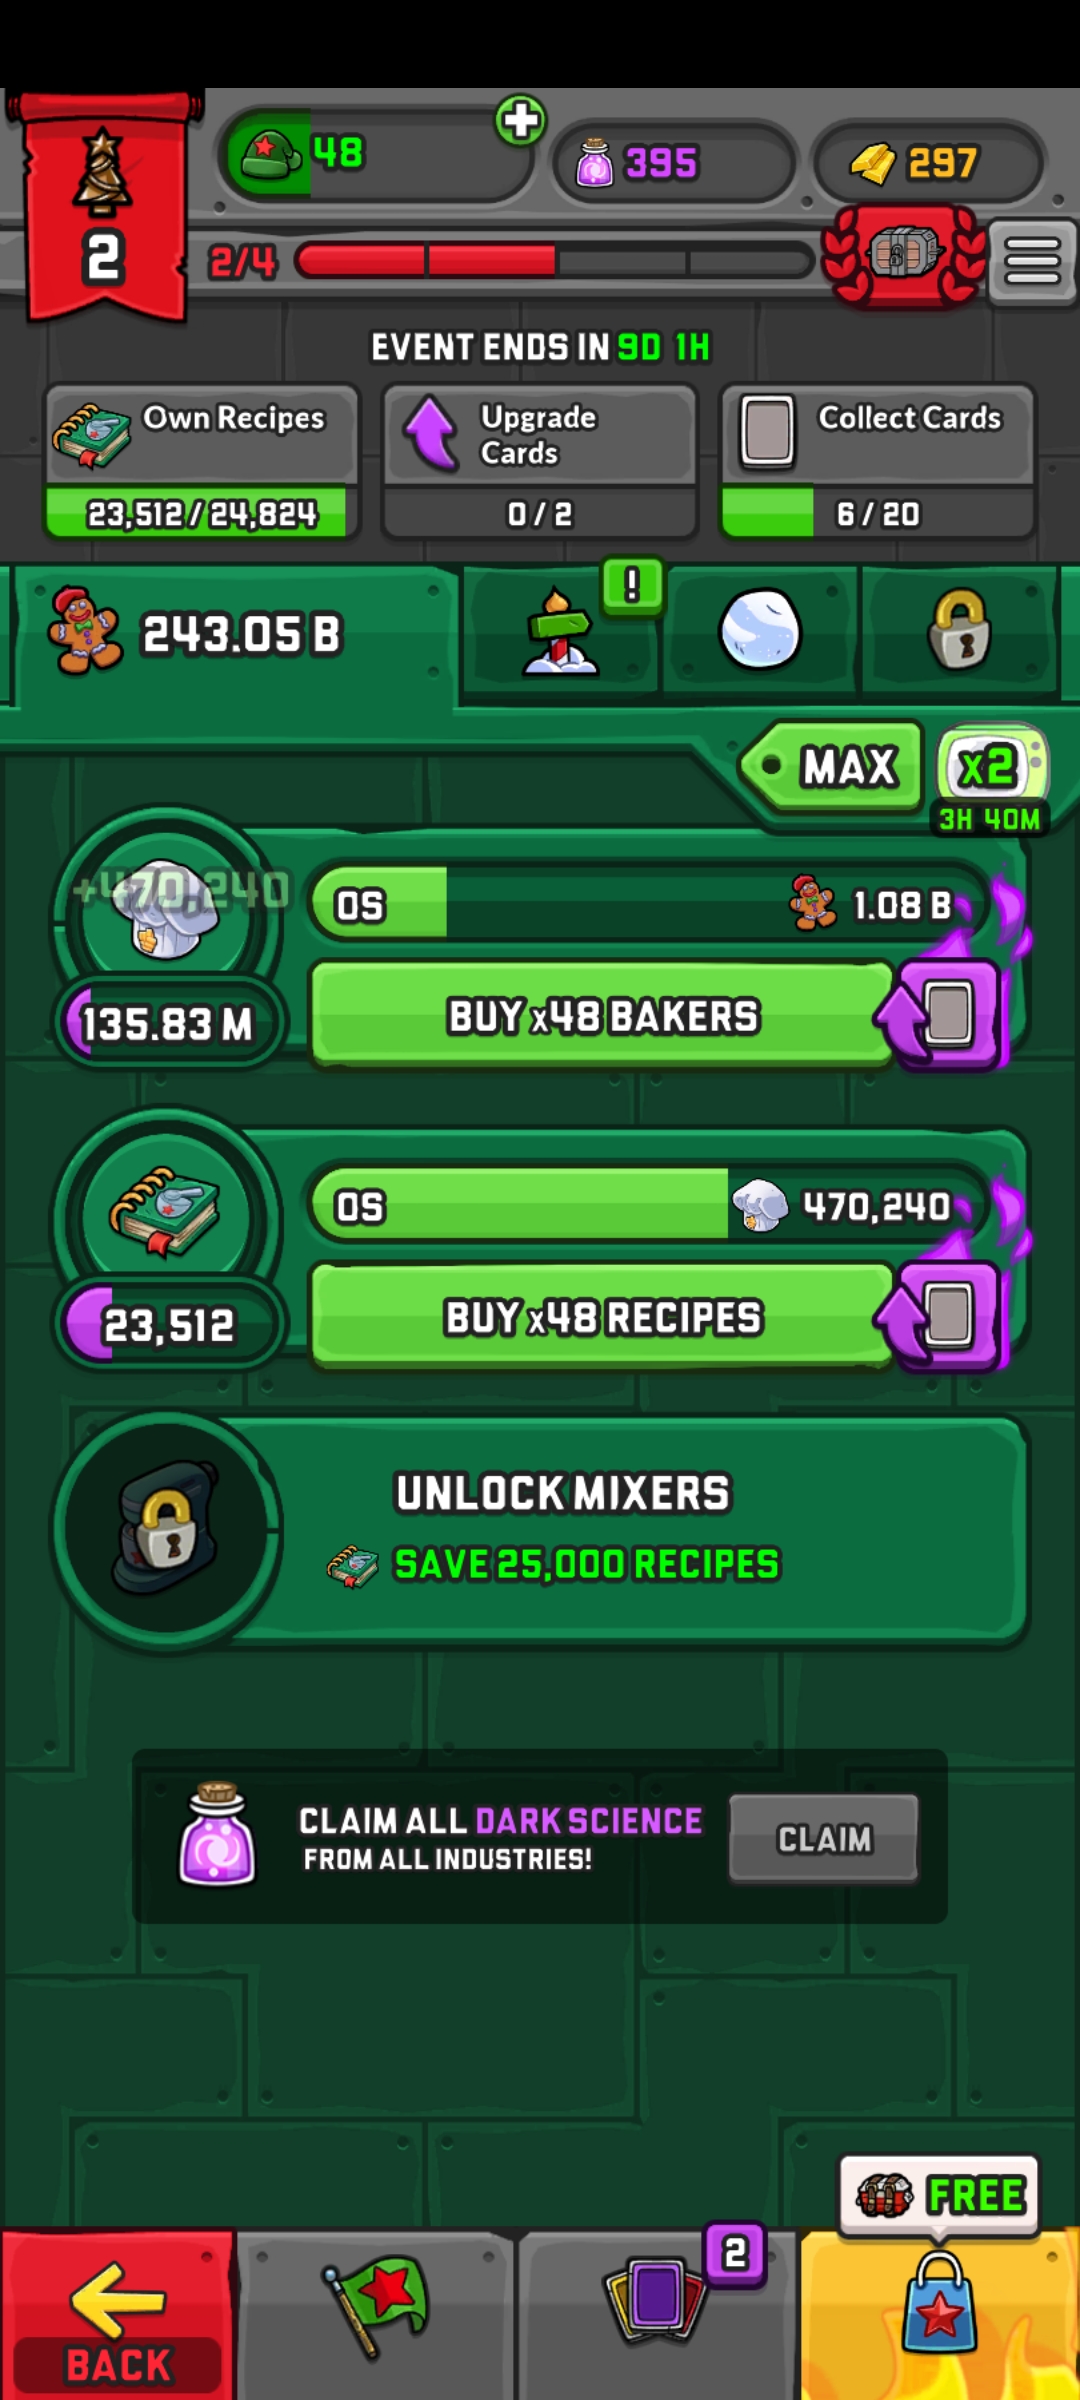 48
395
297
2
2/4
EVENT ENDS IN 9D 1H
Own Recipes
23,512/24,824
Upgrade
Cards
0/2
Collect Cards
6/20
243.05 B
!
MAX
x2
3H 40M
+470,240
0S
1.08 B
135.83 M
BUY x48 BAKERS
0S
470,240
23,512
BUY x48 RECIPES
UNLOCK MIXERS
SAVE 25,000 RECIPES
CLAIM ALL DARK SCIENCE
FROM ALL INDUSTRIES!
CLAIM
FREE
2
BACK